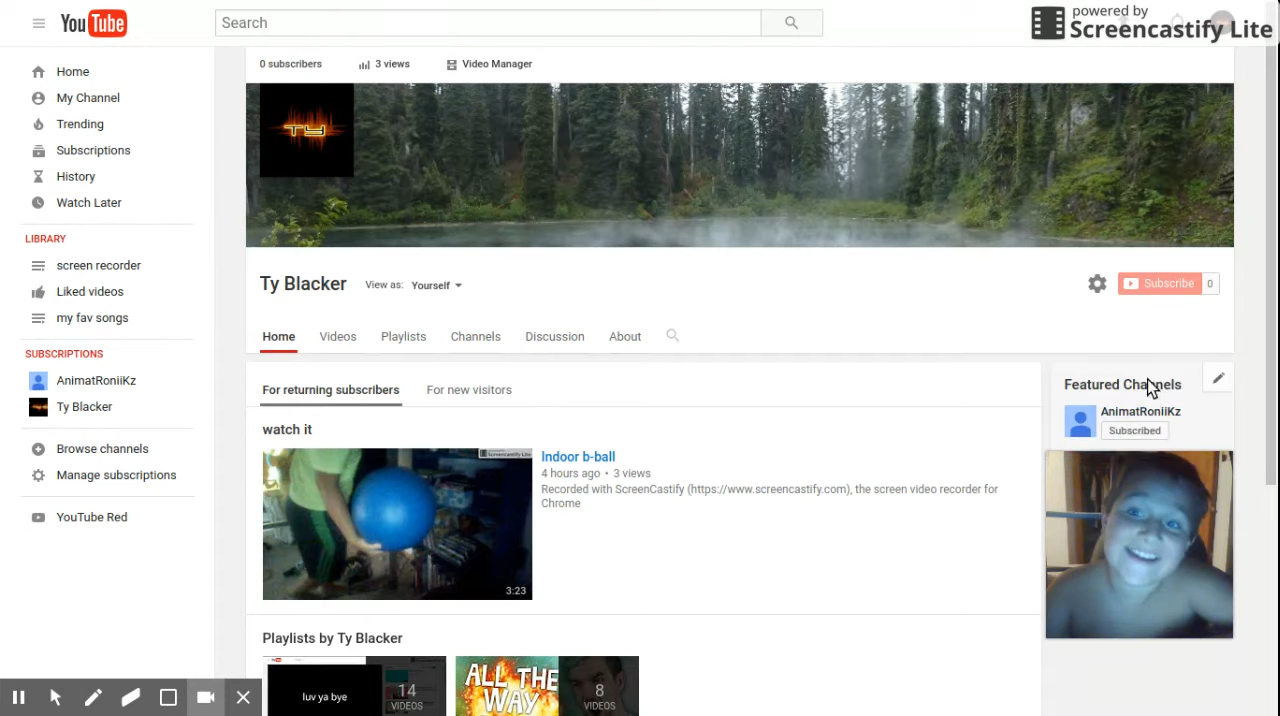 YouTube
Search
powered by
Screencastify Lite
0 subscribers
3 views
Video Manager
Home
My Channel
Trending
Subscriptions
History
Watch Later
LIBRARY
screen recorder
Liked videos
my fav songs
SUBSCRIPTIONS
AnimatRoniiKz
Ty Blacker
Browse channels
Manage subscriptions
YouTube Red
TY
Ty Blacker
View as: Yourself
Subscribe
0
Home
Videos
Playlists
Channels
Discussion
About
For returning subscribers
For new visitors
watch it
Screencastify Lite
3:23
Indoor b-ball
4 hours ago • 3 views
Recorded with ScreenCastify (https://www.screencastify.com), the screen video recorder for
Chrome
Featured Channels
AnimatRoniiKz
Subscribed
Playlists by Ty Blacker
luv ya bye
14
VIDEOS
ALL THE
WAY
8
VIDEOS